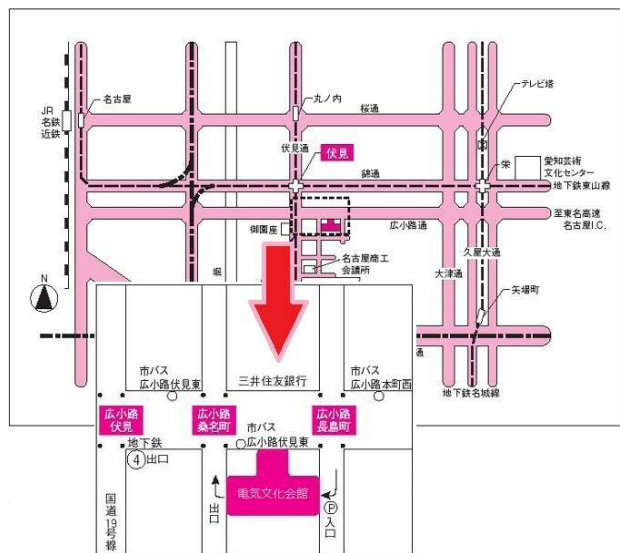 JR
名鉄
近鉄
名古屋
丸ノ内
桜通
テレビ塔
伏見通
伏見
錦通
栄
愛知芸術
文化センター
地下鉄東山線
御園座
広小路通
至東名高速
名古屋I.C.
久屋大通
大津通
名古屋商工
会議所
矢場町
N
堀
通
地下鉄名城線
市バス
広小路伏見東
三井住友銀行
市バス
広小路本町西
広小路
伏見
広小路
桑名町
広小路
長島町
市バス
広小路伏見東
地下鉄
④出口
電気文化会館
出口
Ⓟ入口
国道19号線